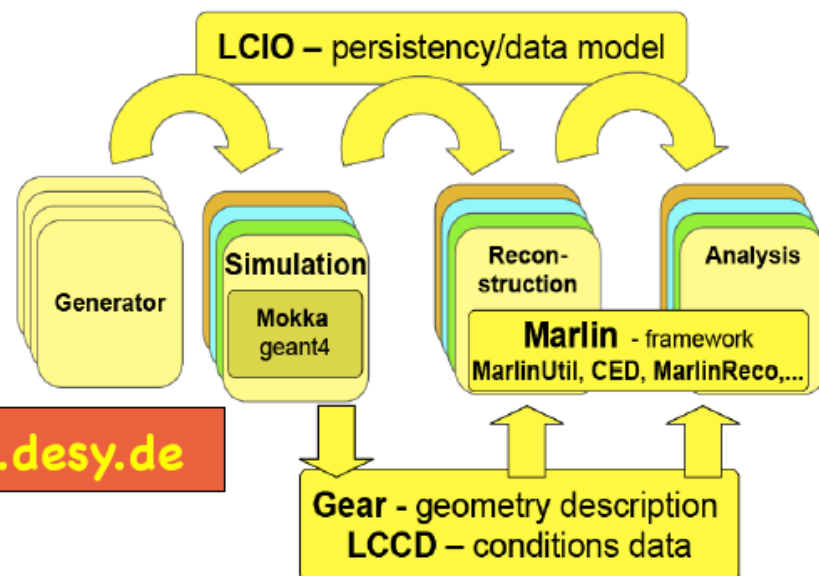 LCIO – persistency/data model
Generator
Simulation
Mokka
geant4
Recon-
struction
Analysis
Marlin - framework
MarlinUtil, CED, MarlinReco,...
.desy.de
Gear - geometry description
LCCD – conditions data